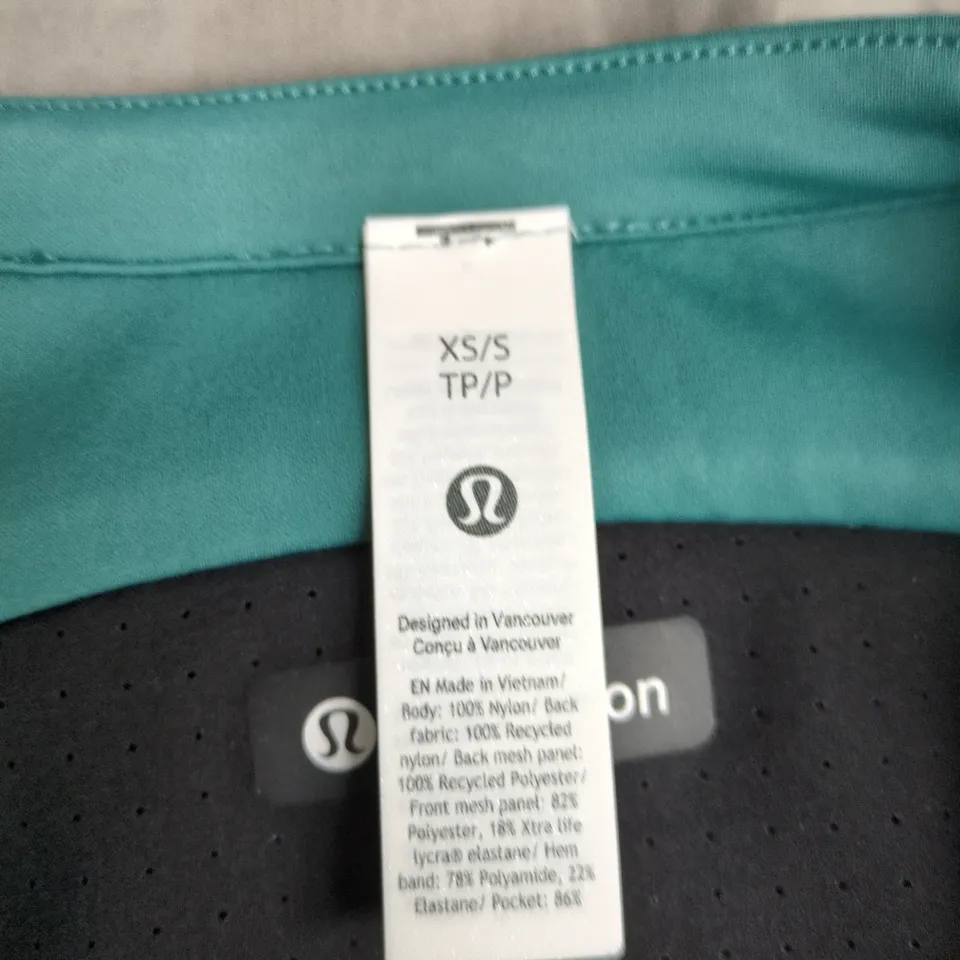 XS/S
TP/P
Designed in Vancouver
Conçu à Vancouver
EN Made in Vietnam/
Body: 100% Nylon/ Back
fabric: 100% Recycled
nylon/ Back mesh panel:
100% Recycled Polyester/
Front mesh panel: 82%
Polyester, 18% Xtra life
lycra® elastane/ Hem
band: 78% Polyamide, 22%
Elastane/ Pocket: 86%
on